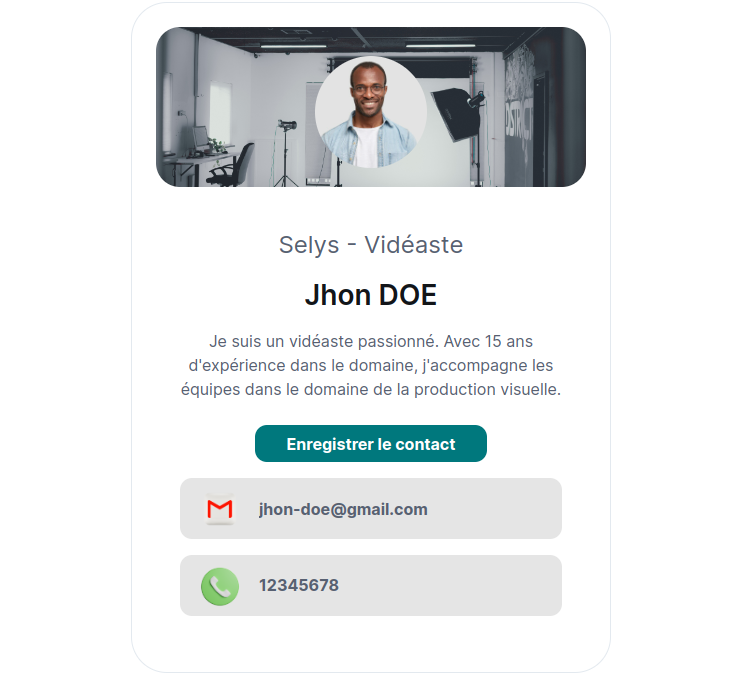 Selys - Vidéaste
Jhon DOE
Je suis un vidéaste passionné. Avec 15 ans
d'expérience dans le domaine, j'accompagne les
équipes dans le domaine de la production visuelle.
Enregistrer le contact
jhon-doe@gmail.com
12345678